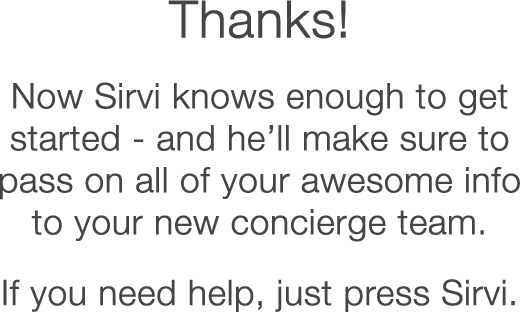 Thanks!
Now Sirvi knows enough to get
started - and he’ll make sure to
pass on all of your awesome info
to your new concierge team.
If you need help, just press Sirvi.